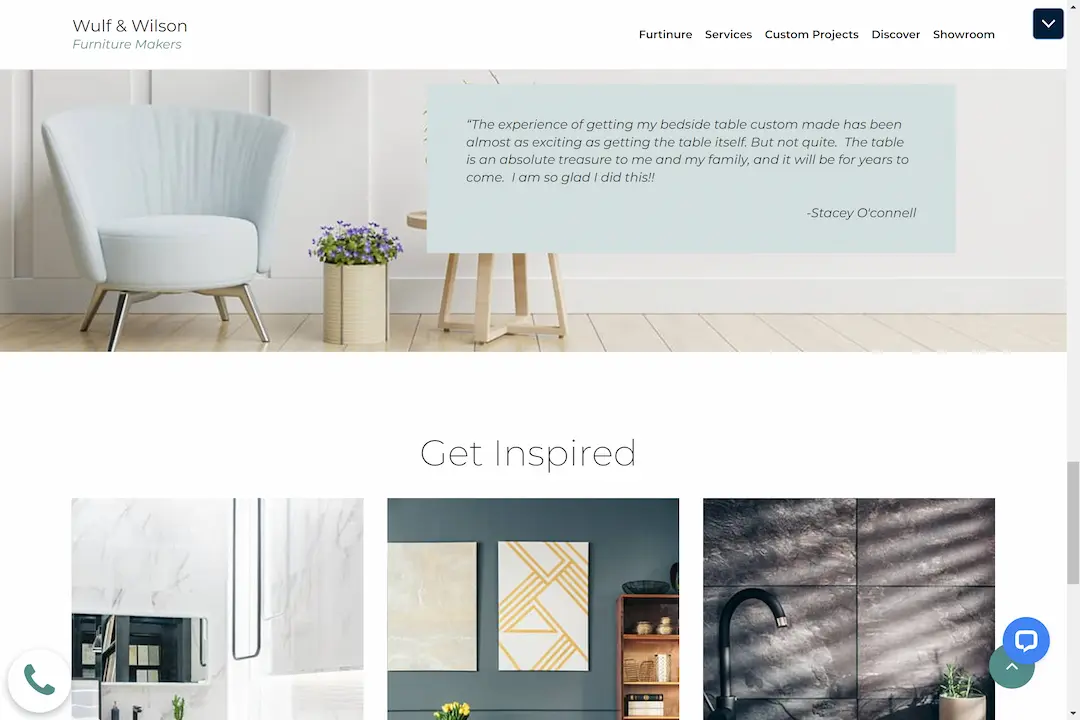 Wulf & Wilson
Furniture Makers
Furtinure Services Custom Projects Discover Showroom
“The experience of getting my bedside table custom made has been
almost as exciting as getting the table itself. But not quite.  The table
is an absolute treasure to me and my family, and it will be for years to
come.  I am so glad I did this!!
-Stacey O'connell
Get Inspired